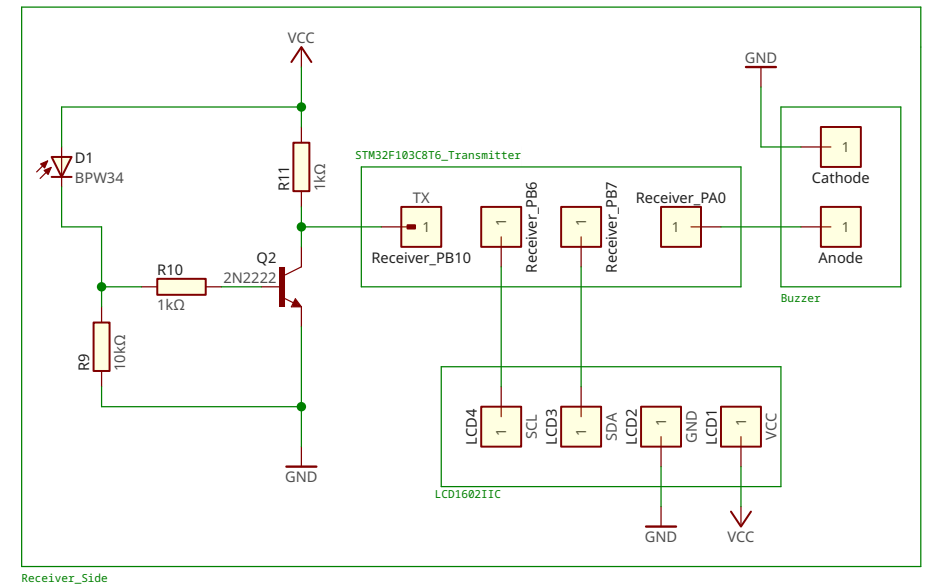 VCC
GND
D1
BPW34
R11
1kΩ
STM32F103C8T6_Transmitter
TX
1
Receiver_PB10
1
Receiver_PB6
1
Receiver_PB7
Receiver_PA0
1
1
Cathode
1
Anode
Buzzer
Q2
2N2222
R10
1kΩ
R9
10kΩ
GND
LCD4
1
SCL
LCD3
1
SDA
LCD2
1
GND
LCD1
1
VCC
LCD1602IIC
GND
VCC
Receiver_Side